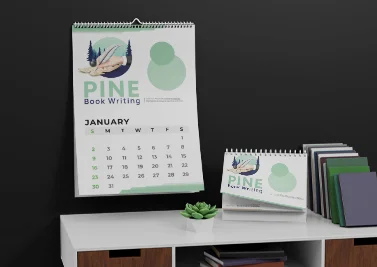 PINE
Book Writing
JANUARY
S M T W T F S
1
2 3 4 5 6 7 8
9 10 11 12 13 14 15
16 17 18 19 20 21 22
23 24 25 26 27 28 29
30 31
PINE
Book Writing